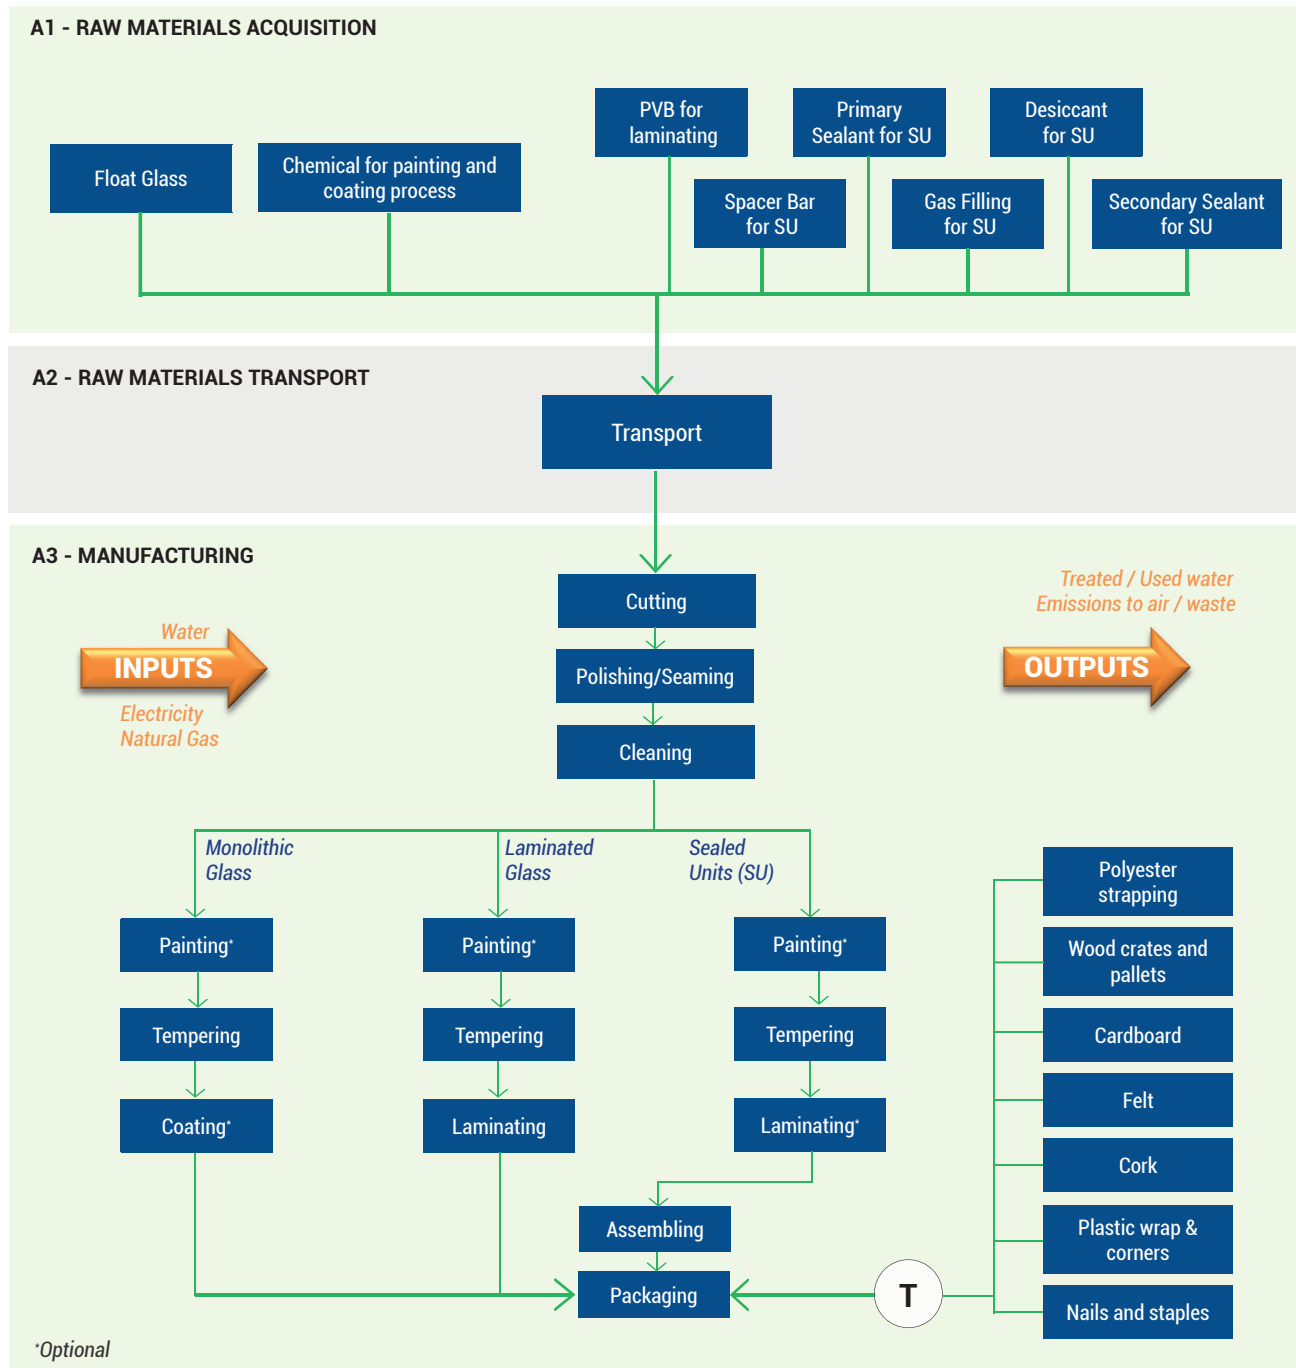 A1 - RAW MATERIALS ACQUISITION
Float Glass
Chemical for painting and
coating process
PVB for
laminating
Spacer Bar
for SU
Primary
Sealant for SU
Gas Filling
for SU
Desiccant
for SU
Secondary Sealant
for SU
A2 - RAW MATERIALS TRANSPORT
Transport
A3 - MANUFACTURING
Water
INPUTS
Electricity
Natural Gas
Treated / Used water
Emissions to air / waste
OUTPUTS
Cutting
Polishing/Seaming
Cleaning
Monolithic
Glass
Painting*
Tempering
Coating*
Laminated
Glass
Painting*
Tempering
Laminating
Sealed
Units (SU)
Painting*
Tempering
Laminating*
Assembling
Packaging
T
Polyester
strapping
Wood crates and
pallets
Cardboard
Felt
Cork
Plastic wrap &
corners
Nails and staples
*Optional